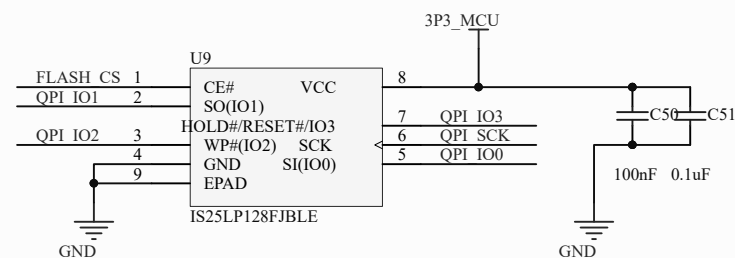 3P3_MCU
U9
FLASH_CS 1 CE# VCC 8
QPI_IO1 2 SO(IO1)
HOLD#/RESET#/IO3 7 QPI_IO3
QPI_IO2 3 WP#(IO2) SCK 6 QPI_SCK
4 GND SI(IO0) 5 QPI_IO0
9 EPAD
IS25LP128FJBLE
C50 C51
100nF 0.1uF
GND GND